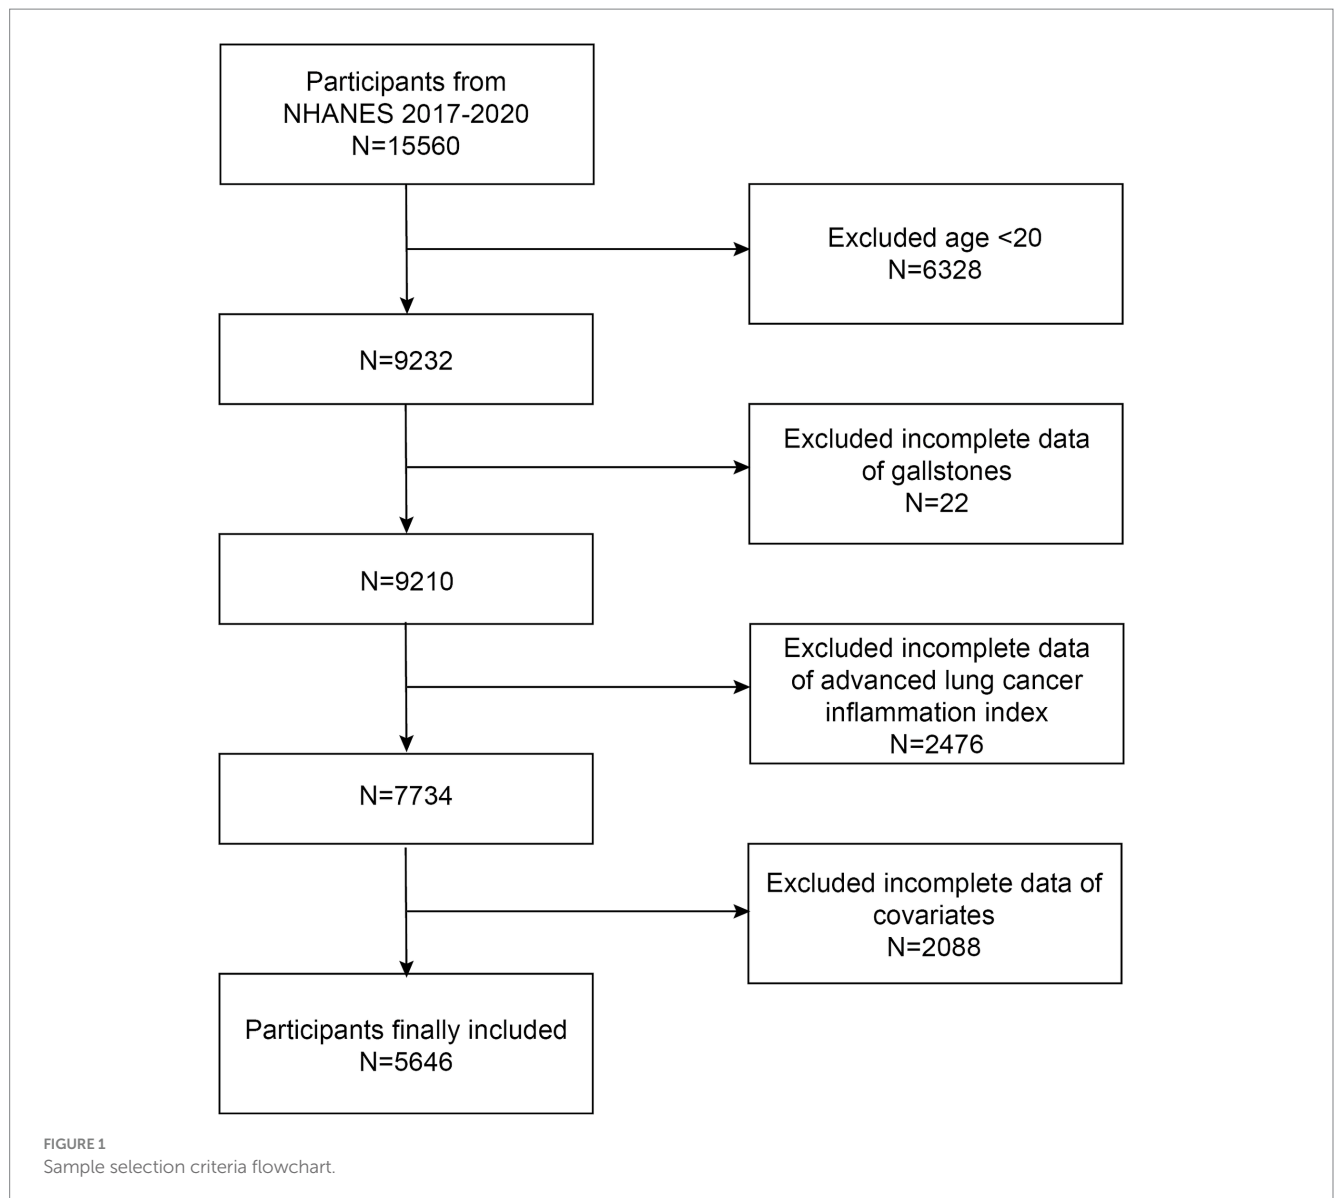 Participants from
NHANES 2017-2020
N=15560
Excluded age <20
N=6328
N=9232
Excluded incomplete data
of gallstones
N=22
N=9210
Excluded incomplete data
of advanced lung cancer
inflammation index
N=2476
N=7734
Excluded incomplete data of
covariates
N=2088
Participants finally included
N=5646
FIGURE 1
Sample selection criteria flowchart.